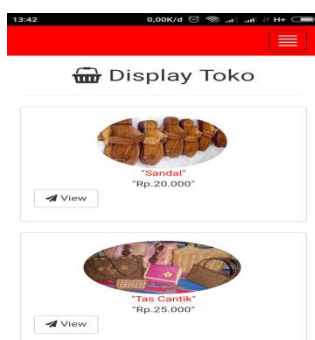 13:42
0,00K/d
H+
Display Toko
"Sandal"
"Rp.20.000"
View
"Tas Cantik"
"Rp.25.000"
View